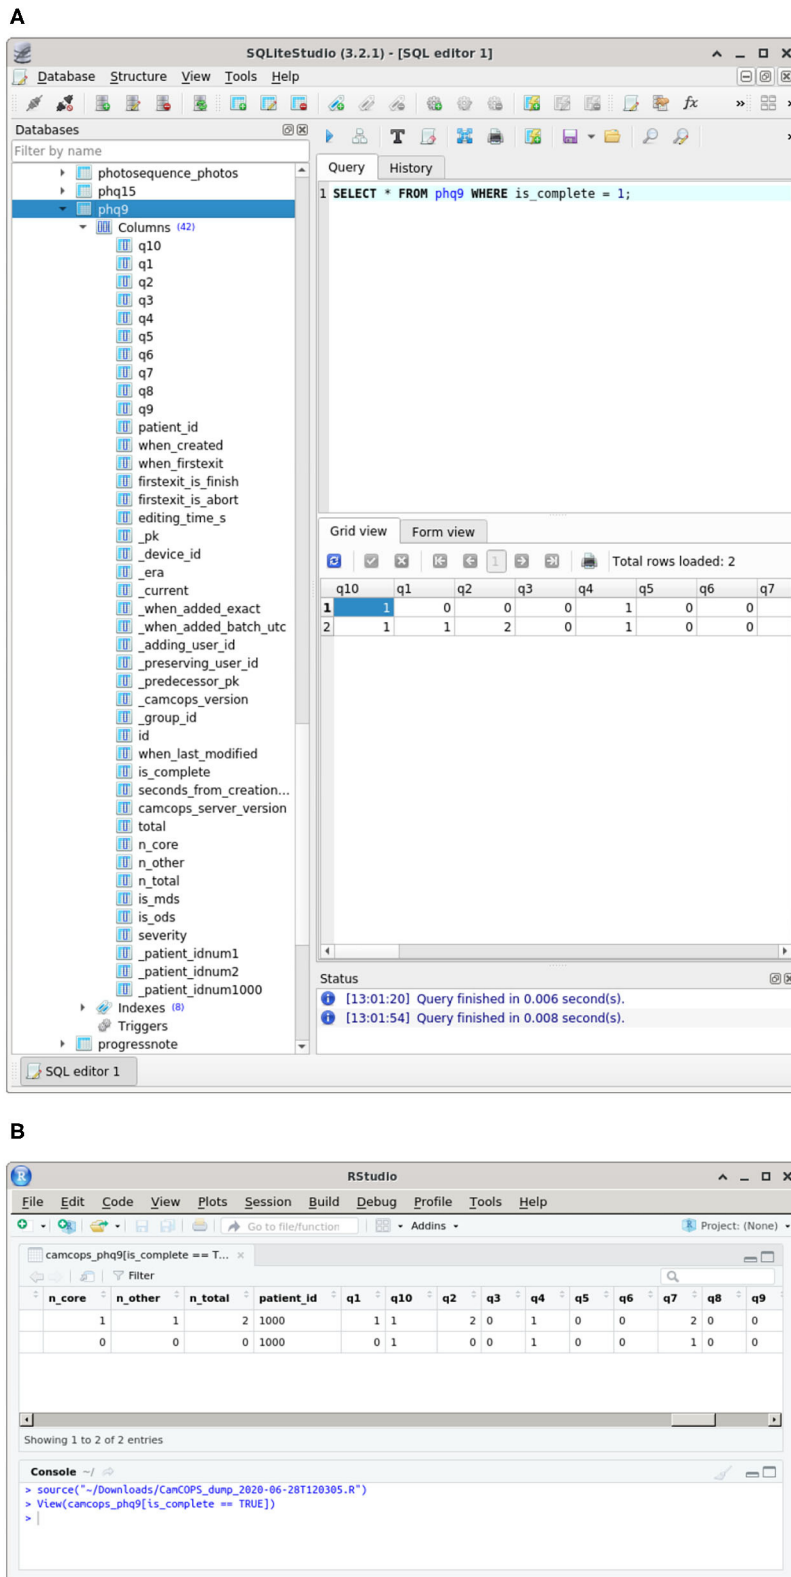 A
SQLiteStudio (3.2.1) - [SQL editor 1]
Database Structure View Tools Help
Databases
Filter by name
photosequence_photos
phq15
phq9
Columns (42)
q10
q1
q2
q3
q4
q5
q6
q7
q8
q9
patient_id
when_created
when_firstexit
firstexit_is_finish
firstexit_is_abort
editing_time_s
_pk
_device_id
_era
_current
_when_added_exact
_when_added_batch_utc
_adding_user_id
_preserving_user_id
_predecessor_pk
_camcops_version
_group_id
id
when_last_modified
is_complete
seconds_from_creation...
camcops_server_version
total
n_core
n_other
n_total
is_mds
is_ods
severity
_patient_idnum1
_patient_idnum2
_patient_idnum1000
Indexes (8)
Triggers
progressnote
Query History
1 SELECT * FROM phq9 WHERE is_complete = 1;
Grid view Form view
1 Total rows loaded: 2
q10 q1 q2 q3 q4 q5 q6 q7
1 1 0 0 0 1 0 0
2 1 1 2 0 1 0 0
Status
[13:01:20] Query finished in 0.006 second(s).
[13:01:54] Query finished in 0.008 second(s).
SQL editor 1
B
RStudio
File Edit Code View Plots Session Build Debug Profile Tools Help
Go to file/function Addins Project: (None)
camcops_phq9[is_complete == T...
Filter
n_core n_other n_total patient_id q1 q10 q2 q3 q4 q5 q6 q7 q8 q9
1 1 2 1000 1 1 2 0 1 0 0 2 0 0
0 0 0 1000 0 1 0 0 1 0 0 1 0 0
Showing 1 to 2 of 2 entries
Console ~/
> source("~/Downloads/CamCOPS_dump_2020-06-28T120305.R")
> View(camcops_phq9[is_complete == TRUE])
>